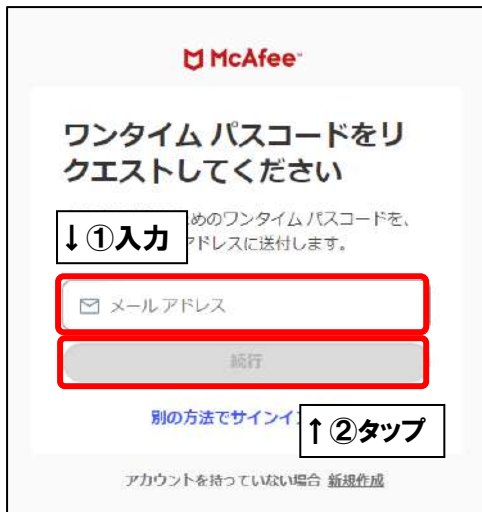 McAfee™
ワンタイム パスコードをリ
クエストしてください
めのワンタイム パスコードを、
↓①入力
アドレスに送付します。
メール アドレス
続行
別の方法でサインイ
↑②タップ
アカウントを持っていない場合 新規作成